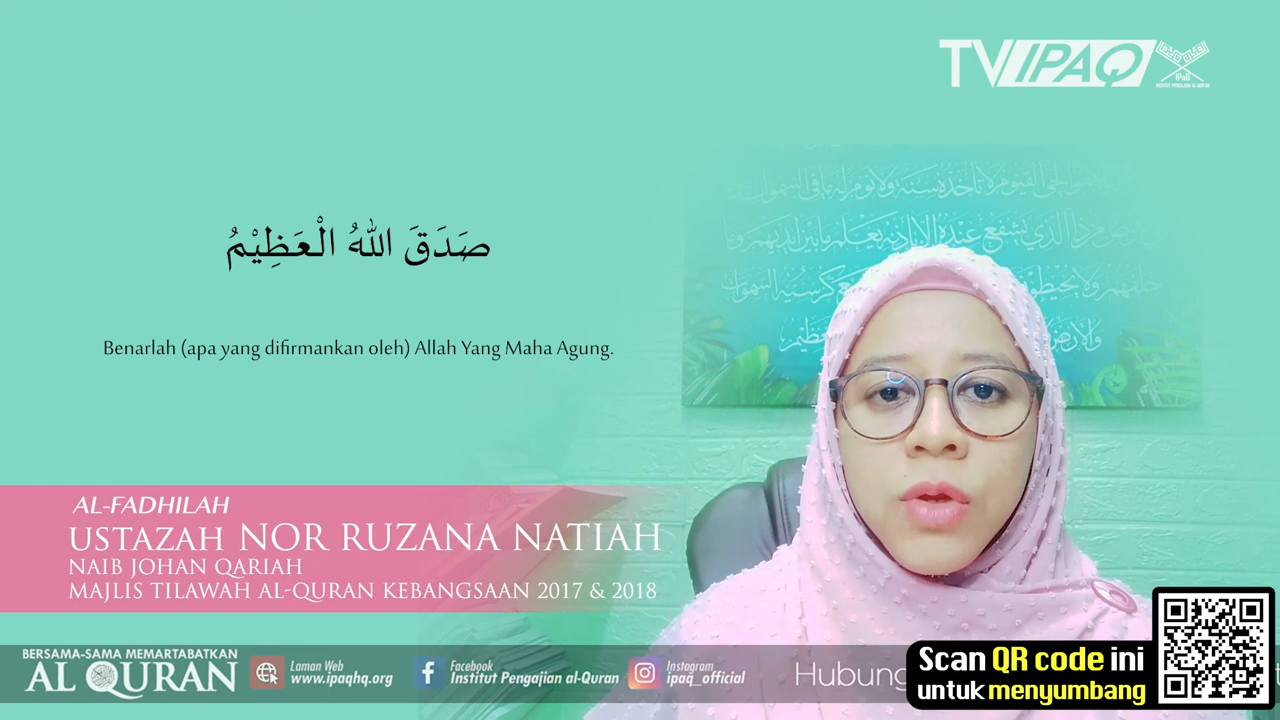 TV IPAQ
صَدَقَ اللهُ الْعَظِيْمُ
Benarlah (apa yang difirmankan oleh) Allah Yang Maha Agung.
AL-FADHILAH
USTAZAH NOR RUZANA NATIAH
NAIB JOHAN QARIAH
MAJLIS TILAWAH AL-QURAN KEBANGSAAN 2017 & 2018
BERSAMA-SAMA MEMARTABATKAN
AL QURAN
Laman Web
www.ipaqhq.org
Facebook
Institut Pengajian al-Quran
Instagram
ipaq_official
Hubung
Scan QR code ini
untuk menyumbang